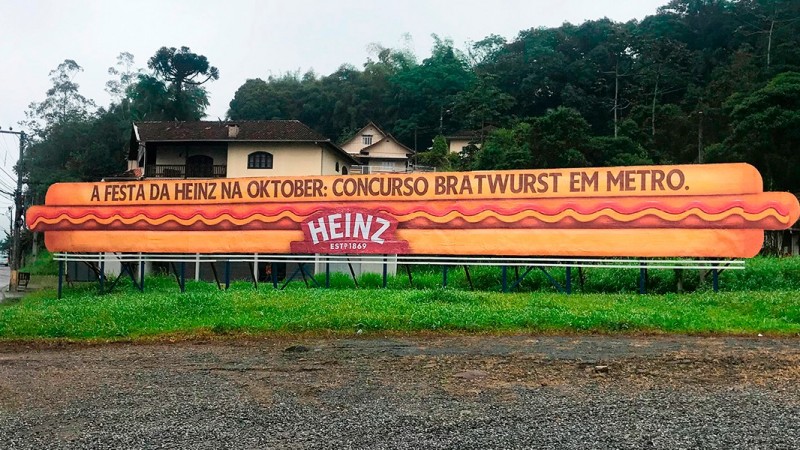 A FESTA DA HEINZ NA OKTOBER: CONCURSO BRATWURST EM METRO.
HEINZ
ESTD 1869